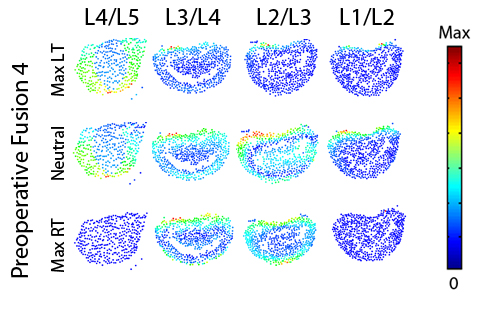 L4/L5 L3/L4 L2/L3 L1/L2
Max
Preoperative Fusion 4
Max LT
Neutral
Max RT
0